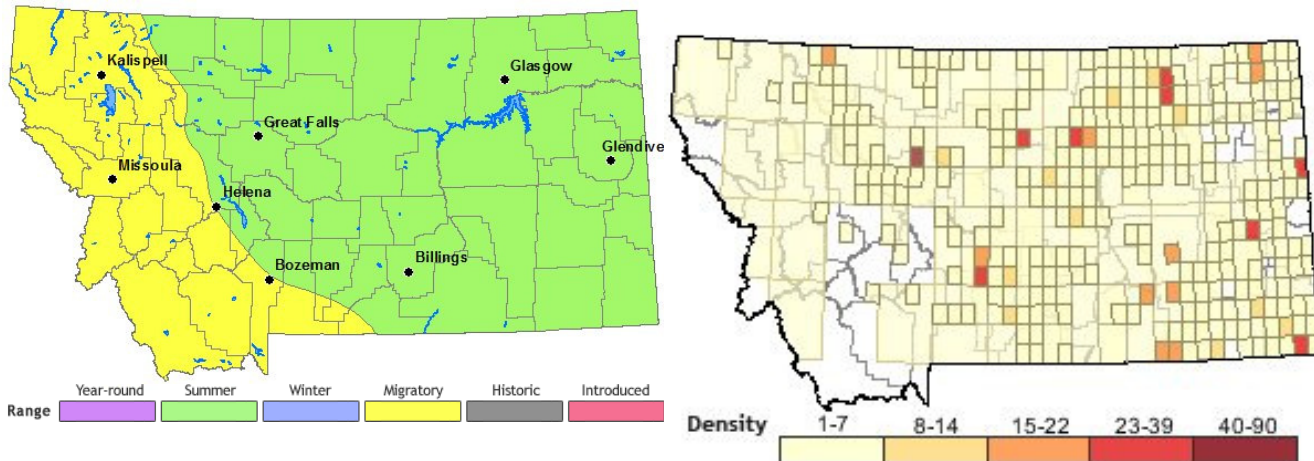 Kalispell
Glasgow
Great Falls
Glendive
Missoula
Helena
Bozeman
Billings
Year-round Summer Winter Migratory Historic Introduced
Range
Density 1-7 8-14 15-22 23-39 40-90